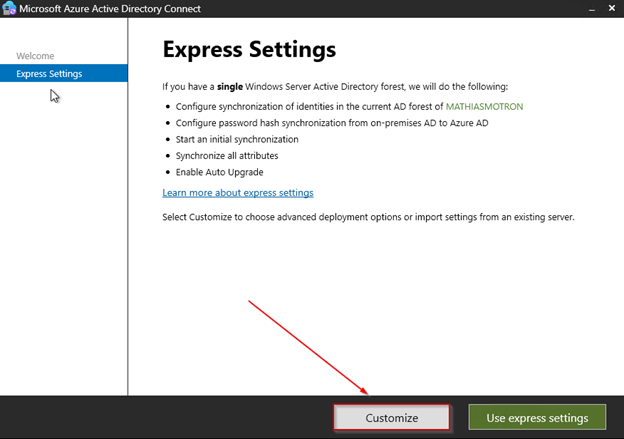 Microsoft Azure Active Directory Connect
Welcome
Express Settings
Express Settings
If you have a single Windows Server Active Directory forest, we will do the following:
• Configure synchronization of identities in the current AD forest of MATHIASMOTRON
• Configure password hash synchronization from on-premises AD to Azure AD
• Start an initial synchronization
• Synchronize all attributes
• Enable Auto Upgrade
Learn more about express settings
Select Customize to choose advanced deployment options or import settings from an existing server.
Customize
Use express settings